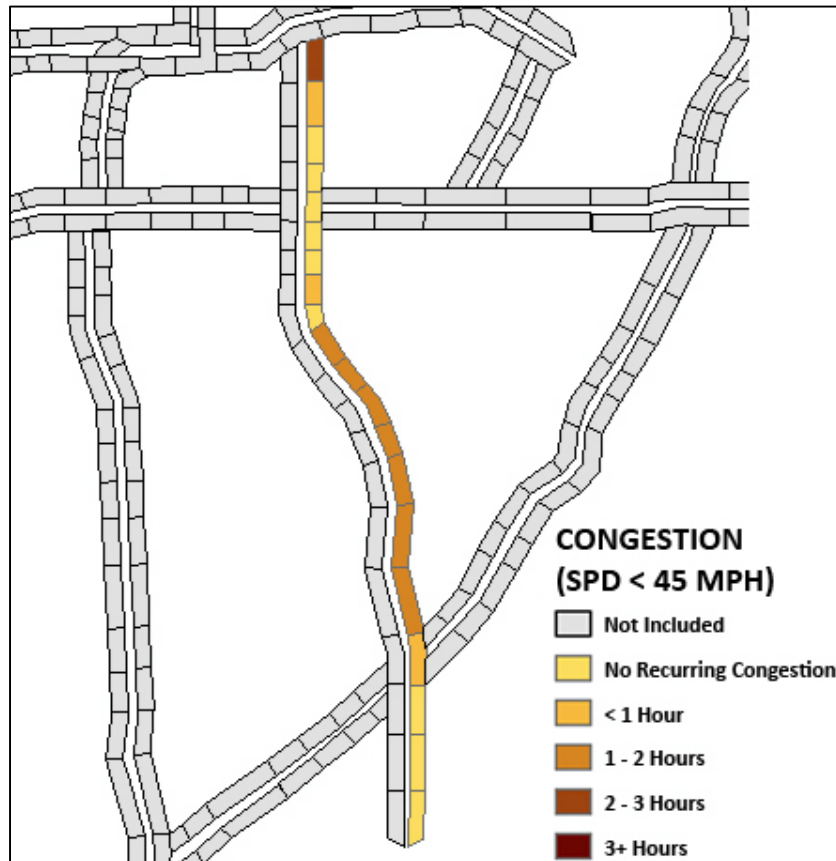 CONGESTION
(SPD < 45 MPH)
Not Included
No Recurring Congestion
< 1 Hour
1 - 2 Hours
2 - 3 Hours
3+ Hours